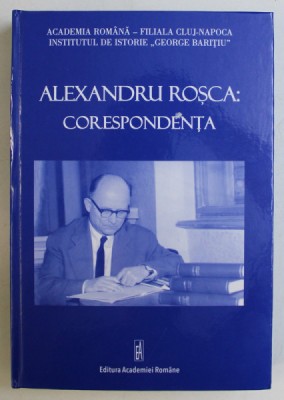 ACADEMIA ROMÂNĂ – FILIALA CLUJ-NAPOCA
INSTITUTUL DE ISTORIE „GEORGE BARIȚIU”
ALEXANDRU ROȘCA:
CORESPONDENȚA
Editura Academiei Române